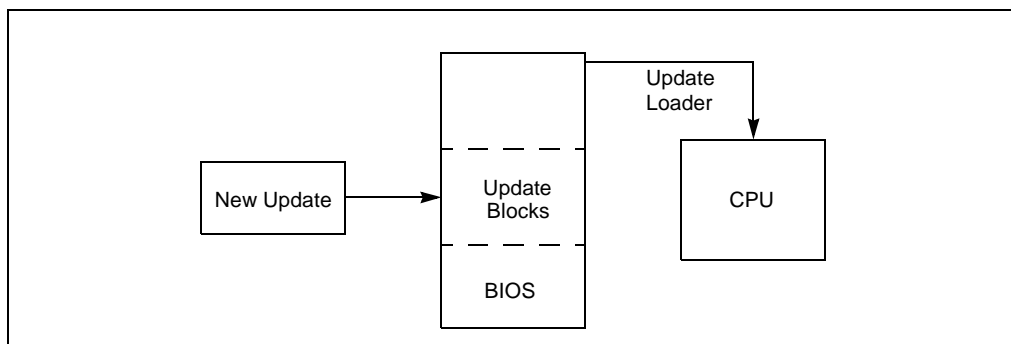 Update
Loader
New Update
Update
Blocks
CPU
BIOS